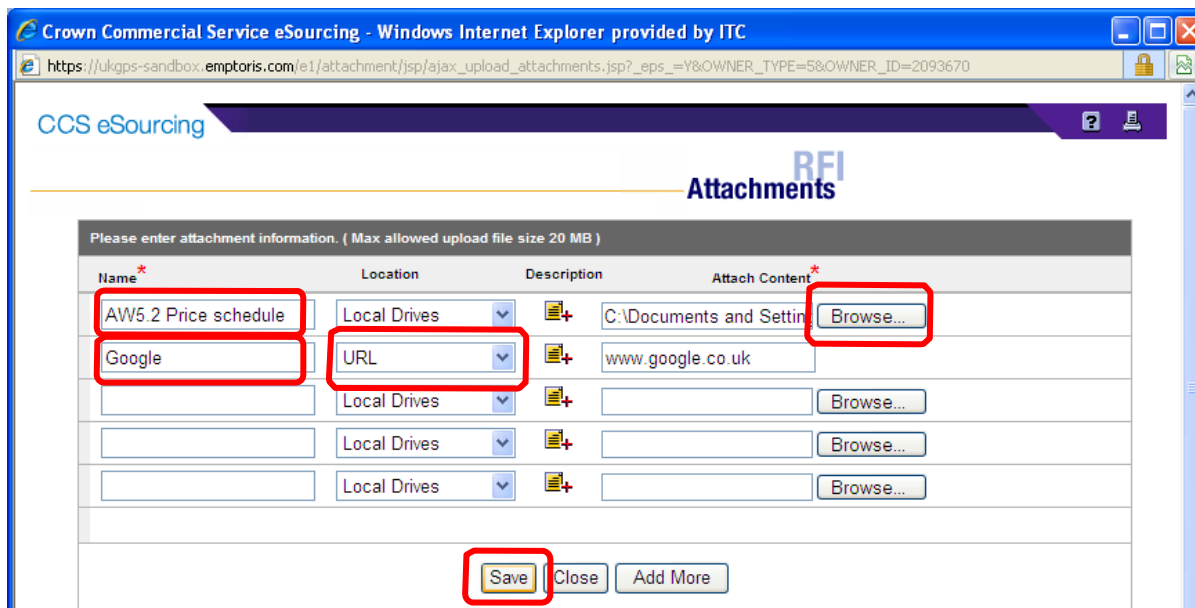 Crown Commercial Service eSourcing - Windows Internet Explorer provided by ITC
https://ukgps-sandbox.emptoris.com/e1/attachment/jsp/ajax_upload_attachments.jsp?_eps_=Y&OWNER_TYPE=5&OWNER_ID=2093670
CCS eSourcing
RFI
Attachments
Please enter attachment information. ( Max allowed upload file size 20 MB )
Name* Location Description Attach Content*
AW5.2 Price schedule Local Drives C:\Documents and Settin Browse...
Google URL www.google.co.uk
Local Drives Browse...
Local Drives Browse...
Local Drives Browse...
Save Close Add More